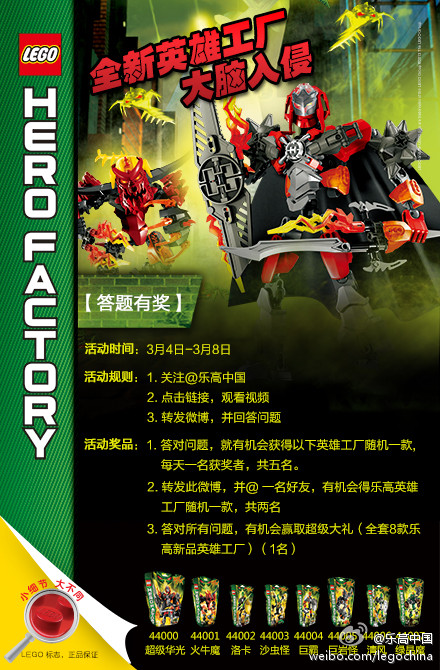 LEGO
HERO FACTORY
全新英雄工厂
大脑入侵
【答题有奖】
活动时间: 3月4日-3月8日
活动规则: 1. 关注@乐高中国
2. 点击链接，观看视频
3. 转发微博，并回答问题
活动奖品: 1. 答对问题，就有机会获得以下英雄工厂随机一款，
每天一名获奖者，共五名。
2. 转发此微博，并@ 一名好友，有机会得乐高英雄
工厂随机一款，共两名
3. 答对所有问题，有机会赢取超级大礼（全套8款乐
高新品英雄工厂）（1名）
小细节 大不同
LEGO 标志，正品保证
44000 44001 44002 44003 44004 44005
超级华光 火牛魔 洛卡 沙虫怪 巨霸 巨岩怪 清风 绿昆魔
@乐高中国
weibo.com/legochina